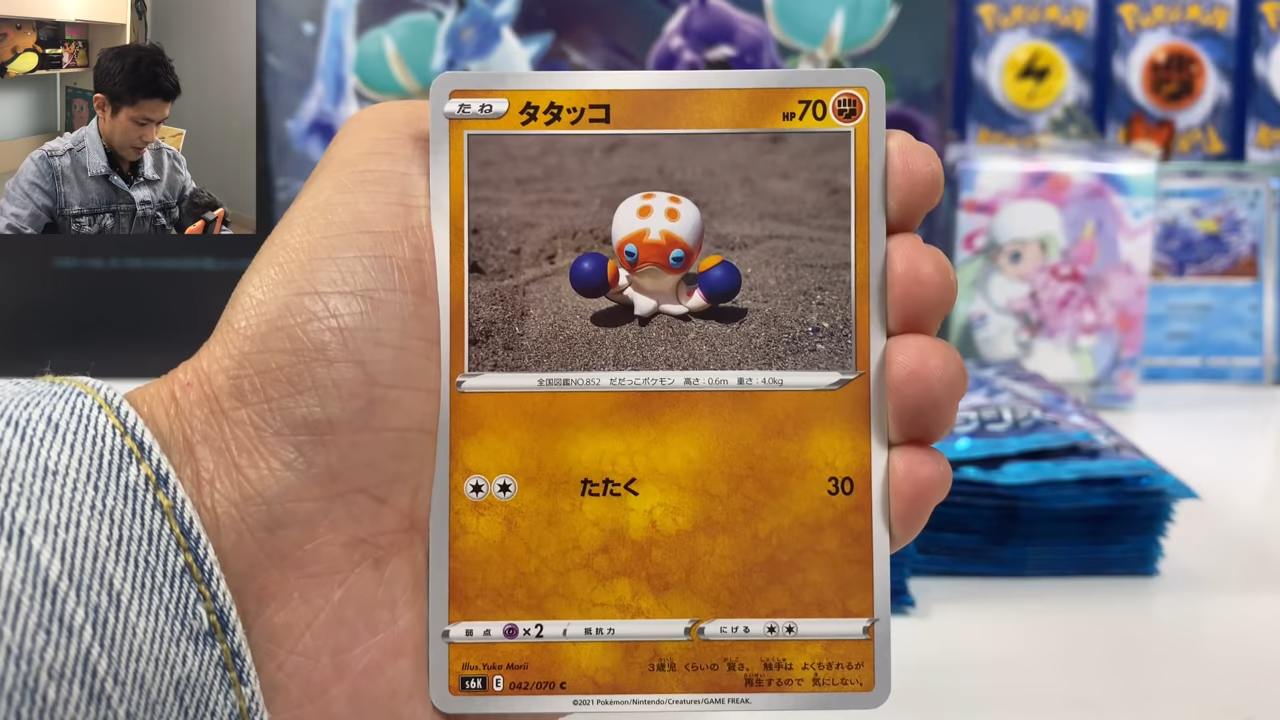 たね タタッコ HP70
全国図鑑NO.852 だだっこポケモン 高さ:0.6m 重さ:4.0kg
たたく 30
弱点 ×2 抵抗力 にげる
Illus.Yuka Morii
s6K E 042/070 C
3歳児 くらいの 賢さ。 触手は よくちぎれるが
再生するので 気にしない。
©2021 Pokémon/Nintendo/Creatures/GAME FREAK.
Pokémon
Pokémon